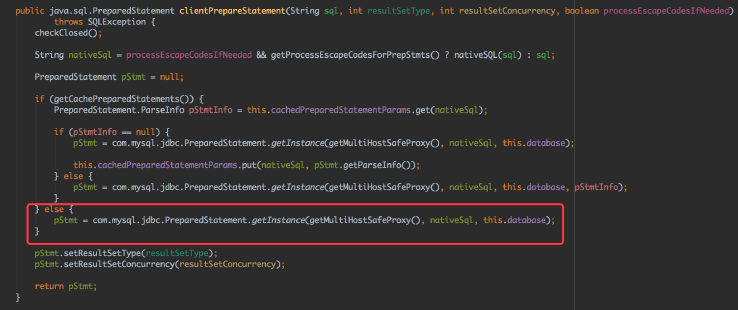 public java.sql.PreparedStatement clientPrepareStatement(String sql, int resultSetType, int resultSetConcurrency, boolean processEscapeCodesIfNeeded)
throws SQLException {
checkClosed();
String nativeSql = processEscapeCodesIfNeeded && getProcessEscapeCodesForPrepStmts() ? nativeSQL(sql) : sql;
PreparedStatement pStmt = null;
if (getCachePreparedStatements()) {
PreparedStatement.ParseInfo pStmtInfo = this.cachedPreparedStatementParams.get(nativeSql);
if (pStmtInfo == null) {
pStmt = com.mysql.jdbc.PreparedStatement.getInstance(getMultiHostSafeProxy(), nativeSql, this.database);
this.cachedPreparedStatementParams.put(nativeSql, pStmt.getParseInfo());
} else {
pStmt = com.mysql.jdbc.PreparedStatement.getInstance(getMultiHostSafeProxy(), nativeSql, this.database, pStmtInfo);
}
} else {
pStmt = com.mysql.jdbc.PreparedStatement.getInstance(getMultiHostSafeProxy(), nativeSql, this.database);
}
pStmt.setResultSetType(resultSetType);
pStmt.setResultSetConcurrency(resultSetConcurrency);
return pStmt;
}